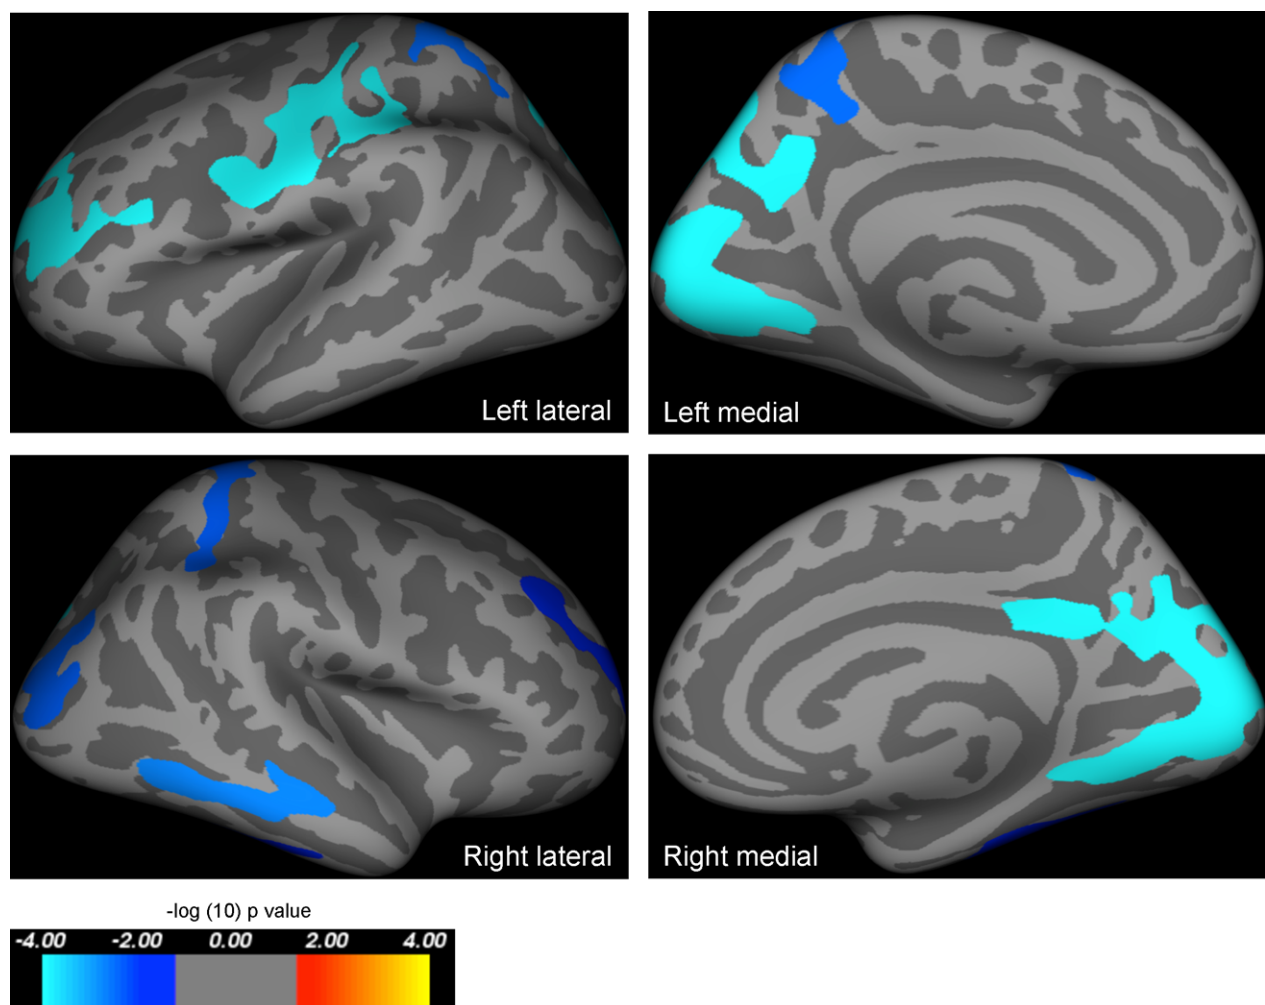 Left lateral
Left medial
Right lateral
Right medial
-log (10) p value
-4.00 -2.00 0.00 2.00 4.00